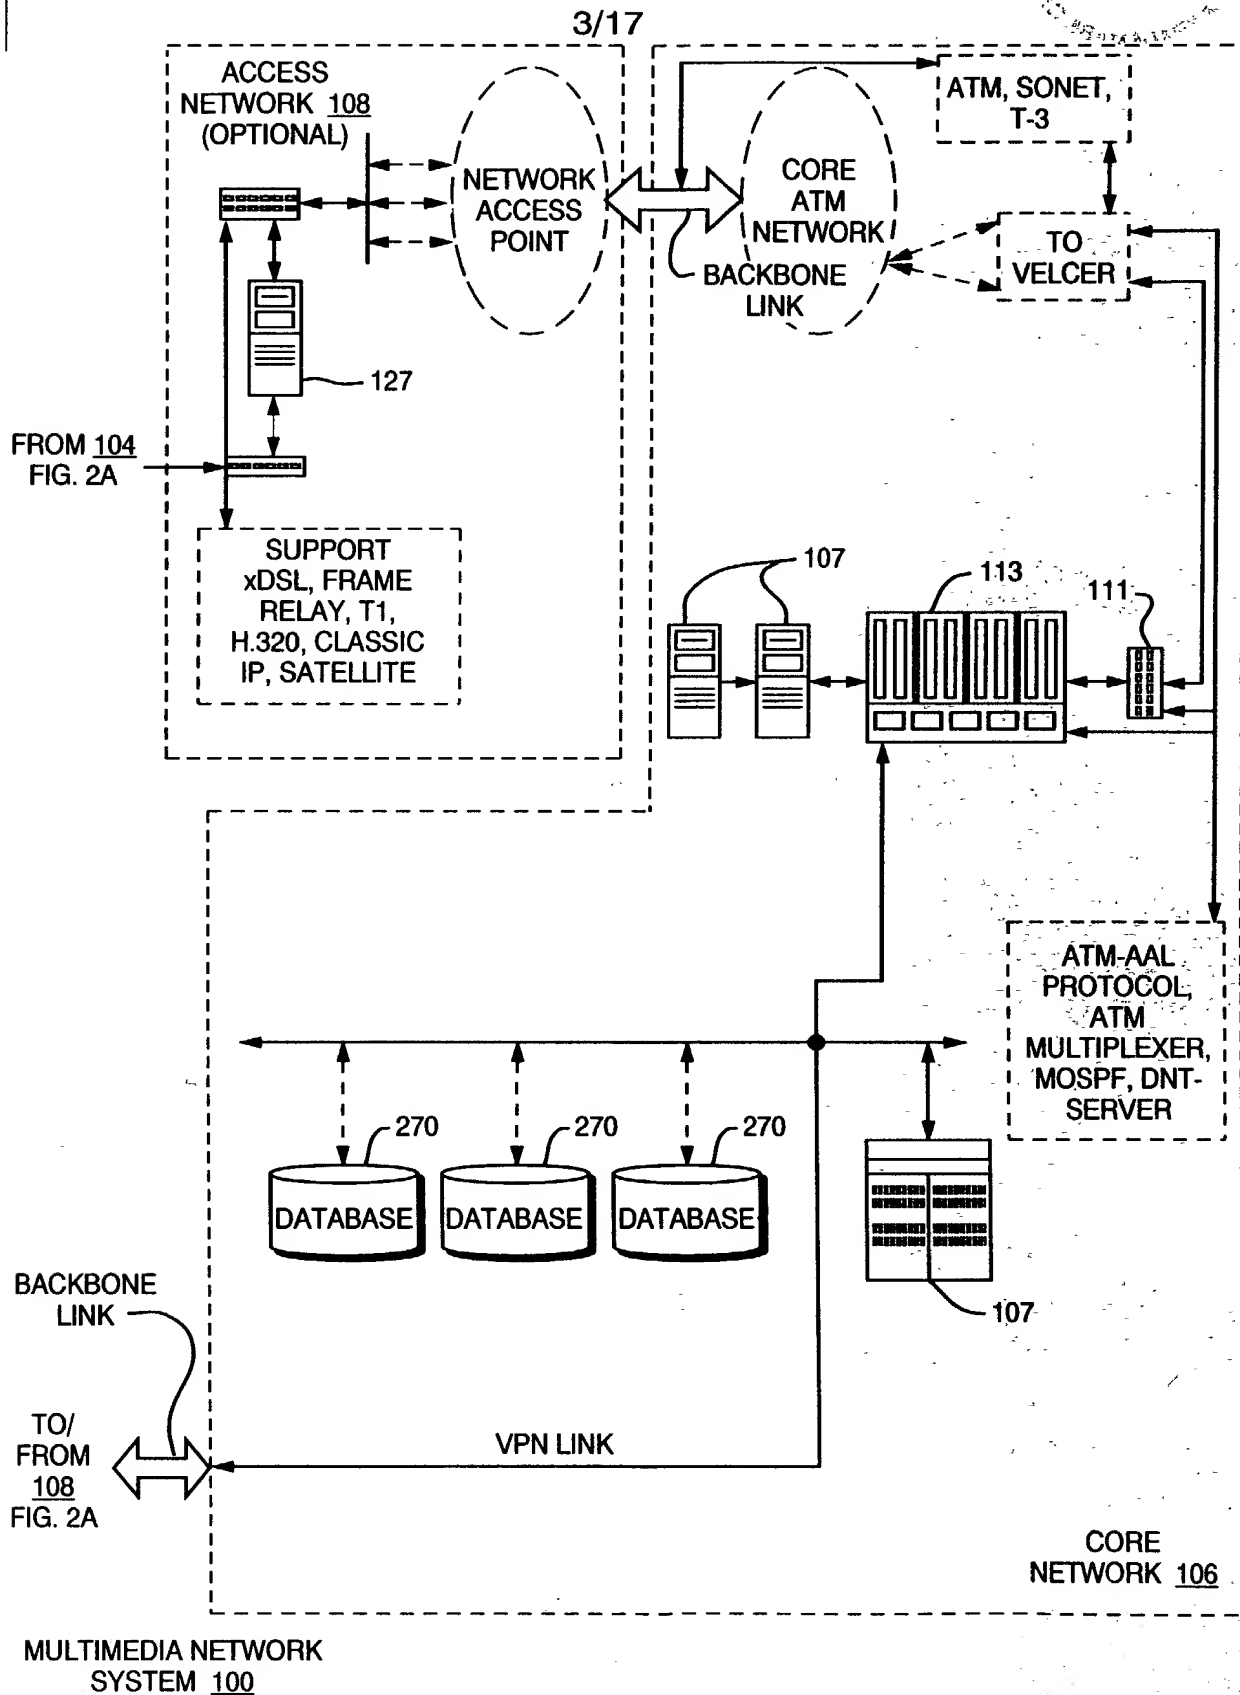 3/17
ACCESS
NETWORK 108
(OPTIONAL)
NETWORK
ACCESS
POINT
CORE
ATM
NETWORK
BACKBONE
LINK
ATM, SONET,
T-3
TO
VELCER
127
FROM 104
FIG. 2A
SUPPORT
xDSL, FRAME
RELAY, T1,
H.320, CLASSIC
IP, SATELLITE
107
113
111
ATM-AAL
PROTOCOL,
ATM
MULTIPLEXER,
MOSPF, DNT-
SERVER
270
270
270
DATABASE
DATABASE
DATABASE
107
BACKBONE
LINK
TO/
FROM
108
FIG. 2A
VPN LINK
CORE
NETWORK 106
MULTIMEDIA NETWORK
SYSTEM 100